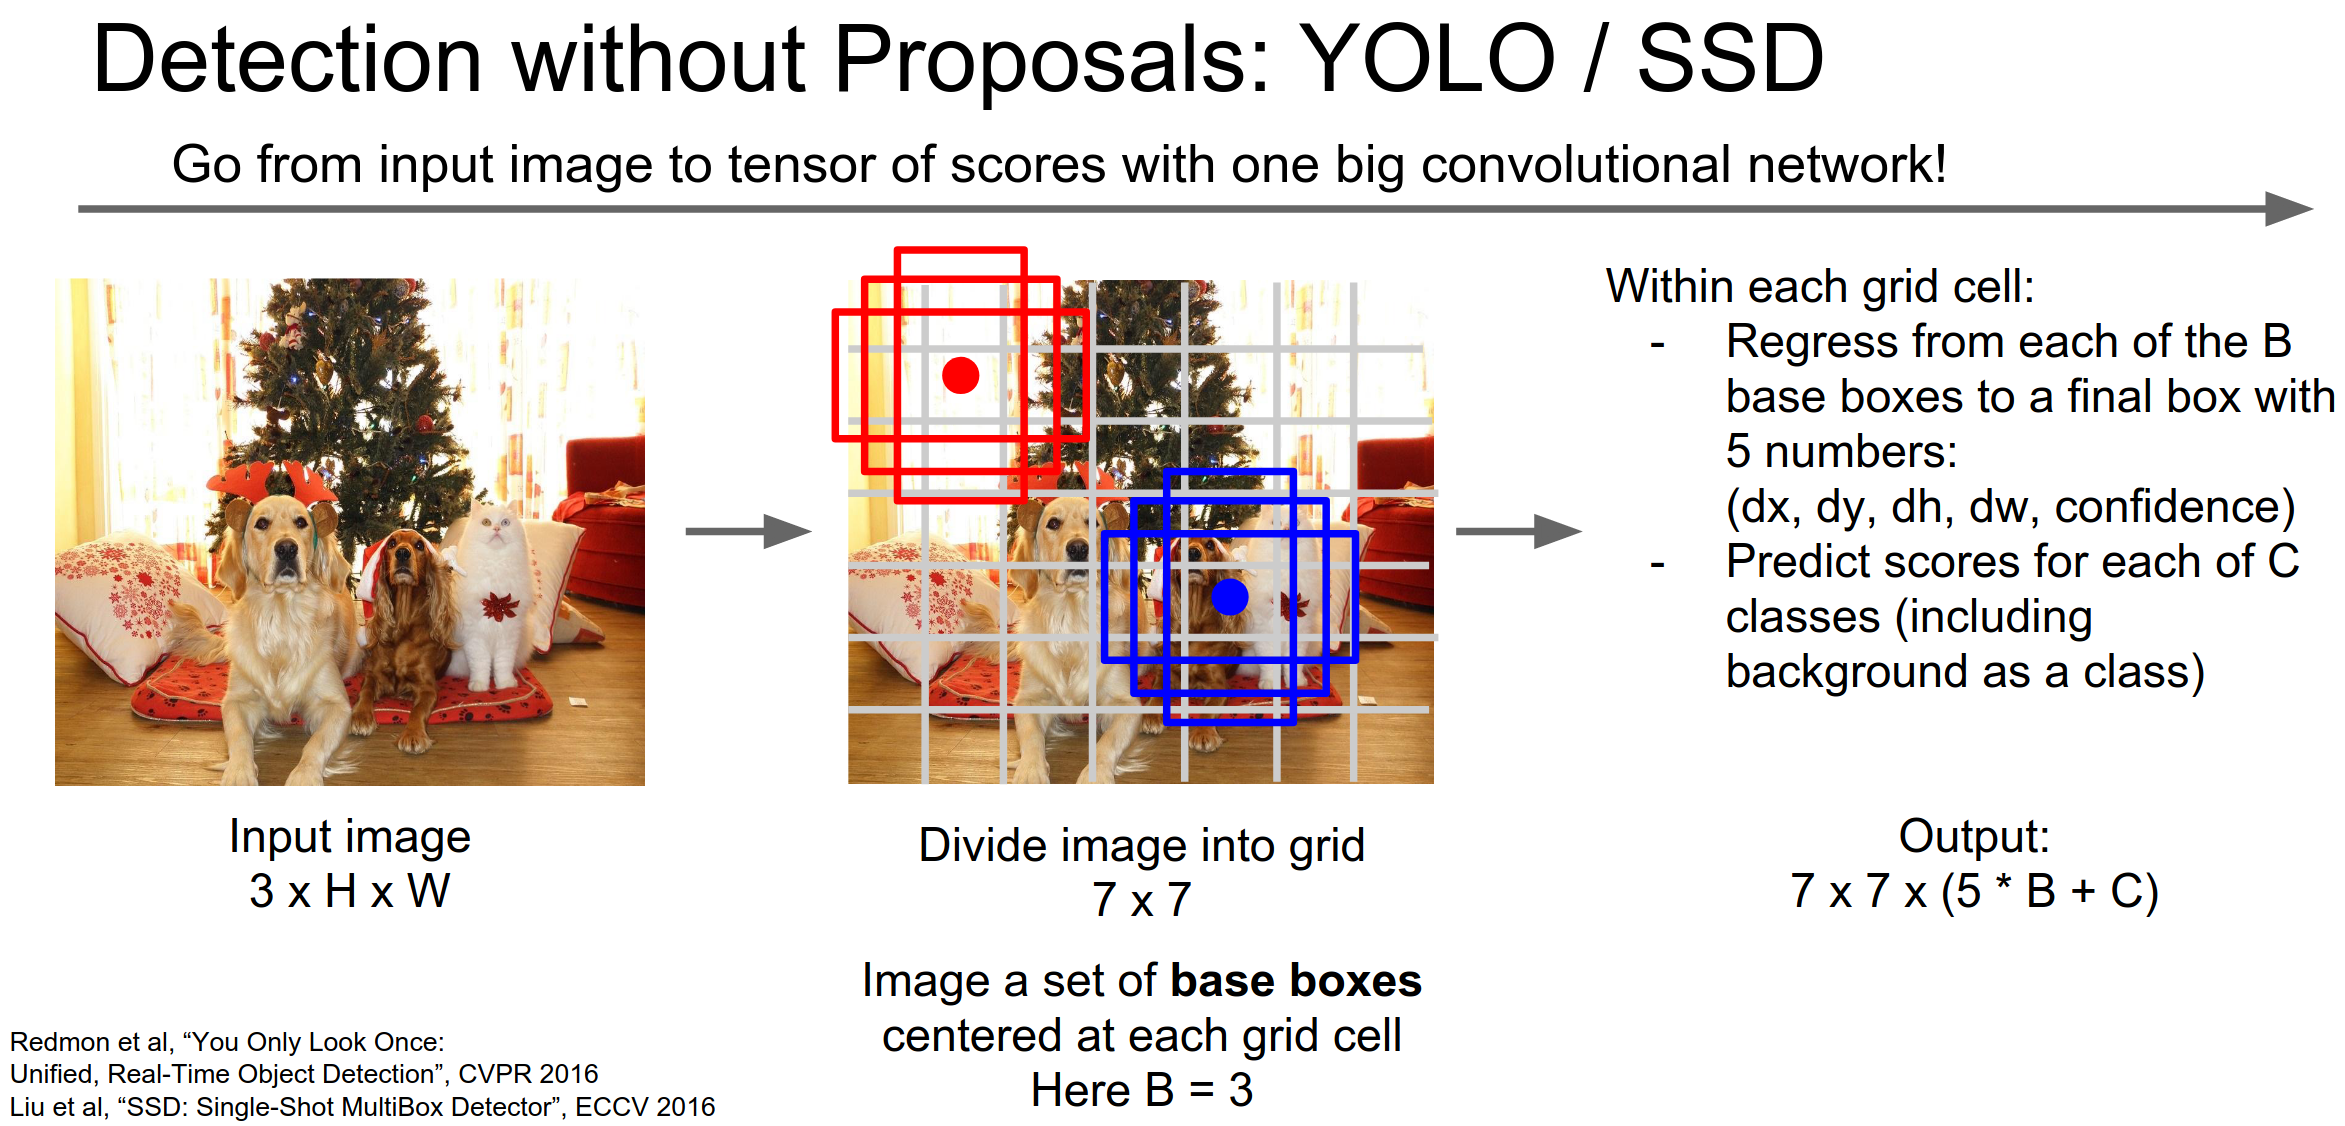 Detection without Proposals: YOLO / SSD
Go from input image to tensor of scores with one big convolutional network!
Input image
3 x H x W
Divide image into grid
7 x 7
Image a set of base boxes
centered at each grid cell
Here B = 3
Within each grid cell:
- Regress from each of the B
base boxes to a final box with
5 numbers:
(dx, dy, dh, dw, confidence)
- Predict scores for each of C
classes (including
background as a class)
Output:
7 x 7 x (5 * B + C)
Redmon et al, “You Only Look Once:
Unified, Real-Time Object Detection”, CVPR 2016
Liu et al, “SSD: Single-Shot MultiBox Detector”, ECCV 2016